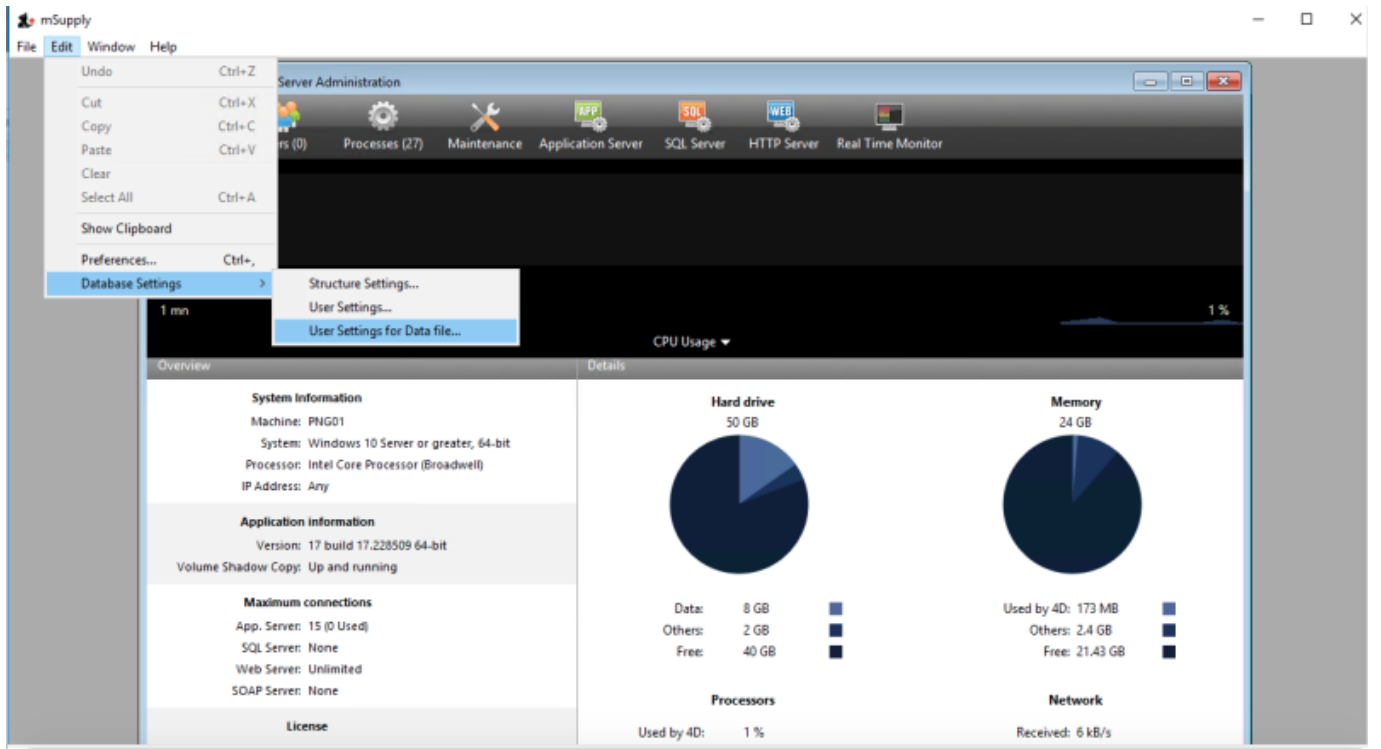 mSupply
File Edit Window Help
Undo Ctrl+Z
Cut Ctrl+X
Copy Ctrl+C
Paste Ctrl+V
Clear
Select All Ctrl+A
Show Clipboard
Preferences... Ctrl+,
Database Settings >
Structure Settings...
User Settings...
User Settings for Data file...
Server Administration
rs (0) Processes (27) Maintenance Application Server SQL Server HTTP Server Real Time Monitor
APP SQL WEB
1 mn 1 %
CPU Usage
Overview
System Information
Machine: PNG01
System: Windows 10 Server or greater, 64-bit
Processor: Intel Core Processor (Broadwell)
IP Address: Any
Application information
Version: 17 build 17.228509 64-bit
Volume Shadow Copy: Up and running
Maximum connections
App. Server: 15 (0 Used)
SQL Server: None
Web Server: Unlimited
SOAP Server: None
License
Details
Hard drive
50 GB
Data: 8 GB
Others: 2 GB
Free: 40 GB
Memory
24 GB
Used by 4D: 173 MB
Others: 2.4 GB
Free: 21.43 GB
Processors
Used by 4D: 1 %
Network
Received: 6 kB/s